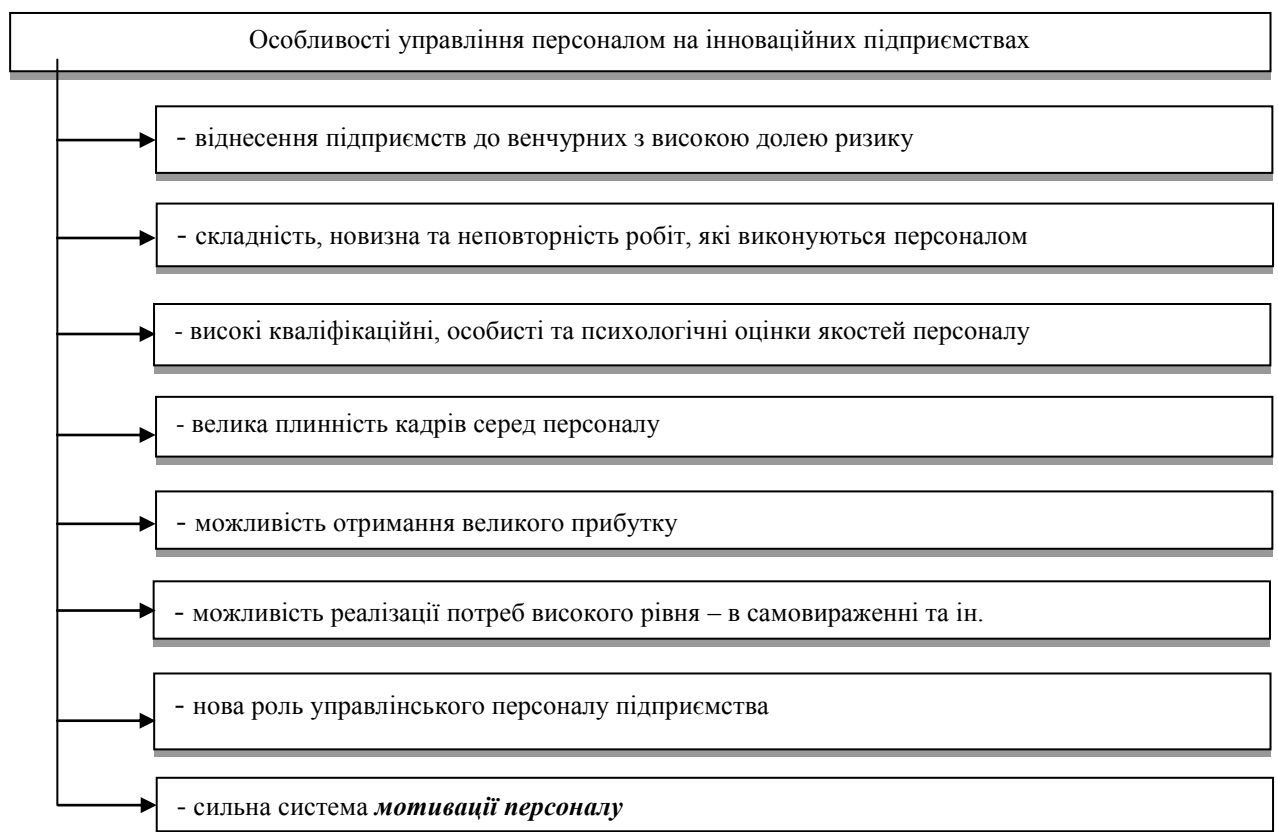 Особливості управління персоналом на інноваційних підприємствах
- віднесення підприємств до венчурних з високою долею ризику
- складність, новизна та неповторність робіт, які виконуються персоналом
- високі кваліфікаційні, особисті та психологічні оцінки якостей персоналу
- велика плинність кадрів серед персоналу
- можливість отримання великого прибутку
- можливість реалізації потреб високого рівня – в самовираженні та ін.
- нова роль управлінського персоналу підприємства
- сильна система мотивації персоналу